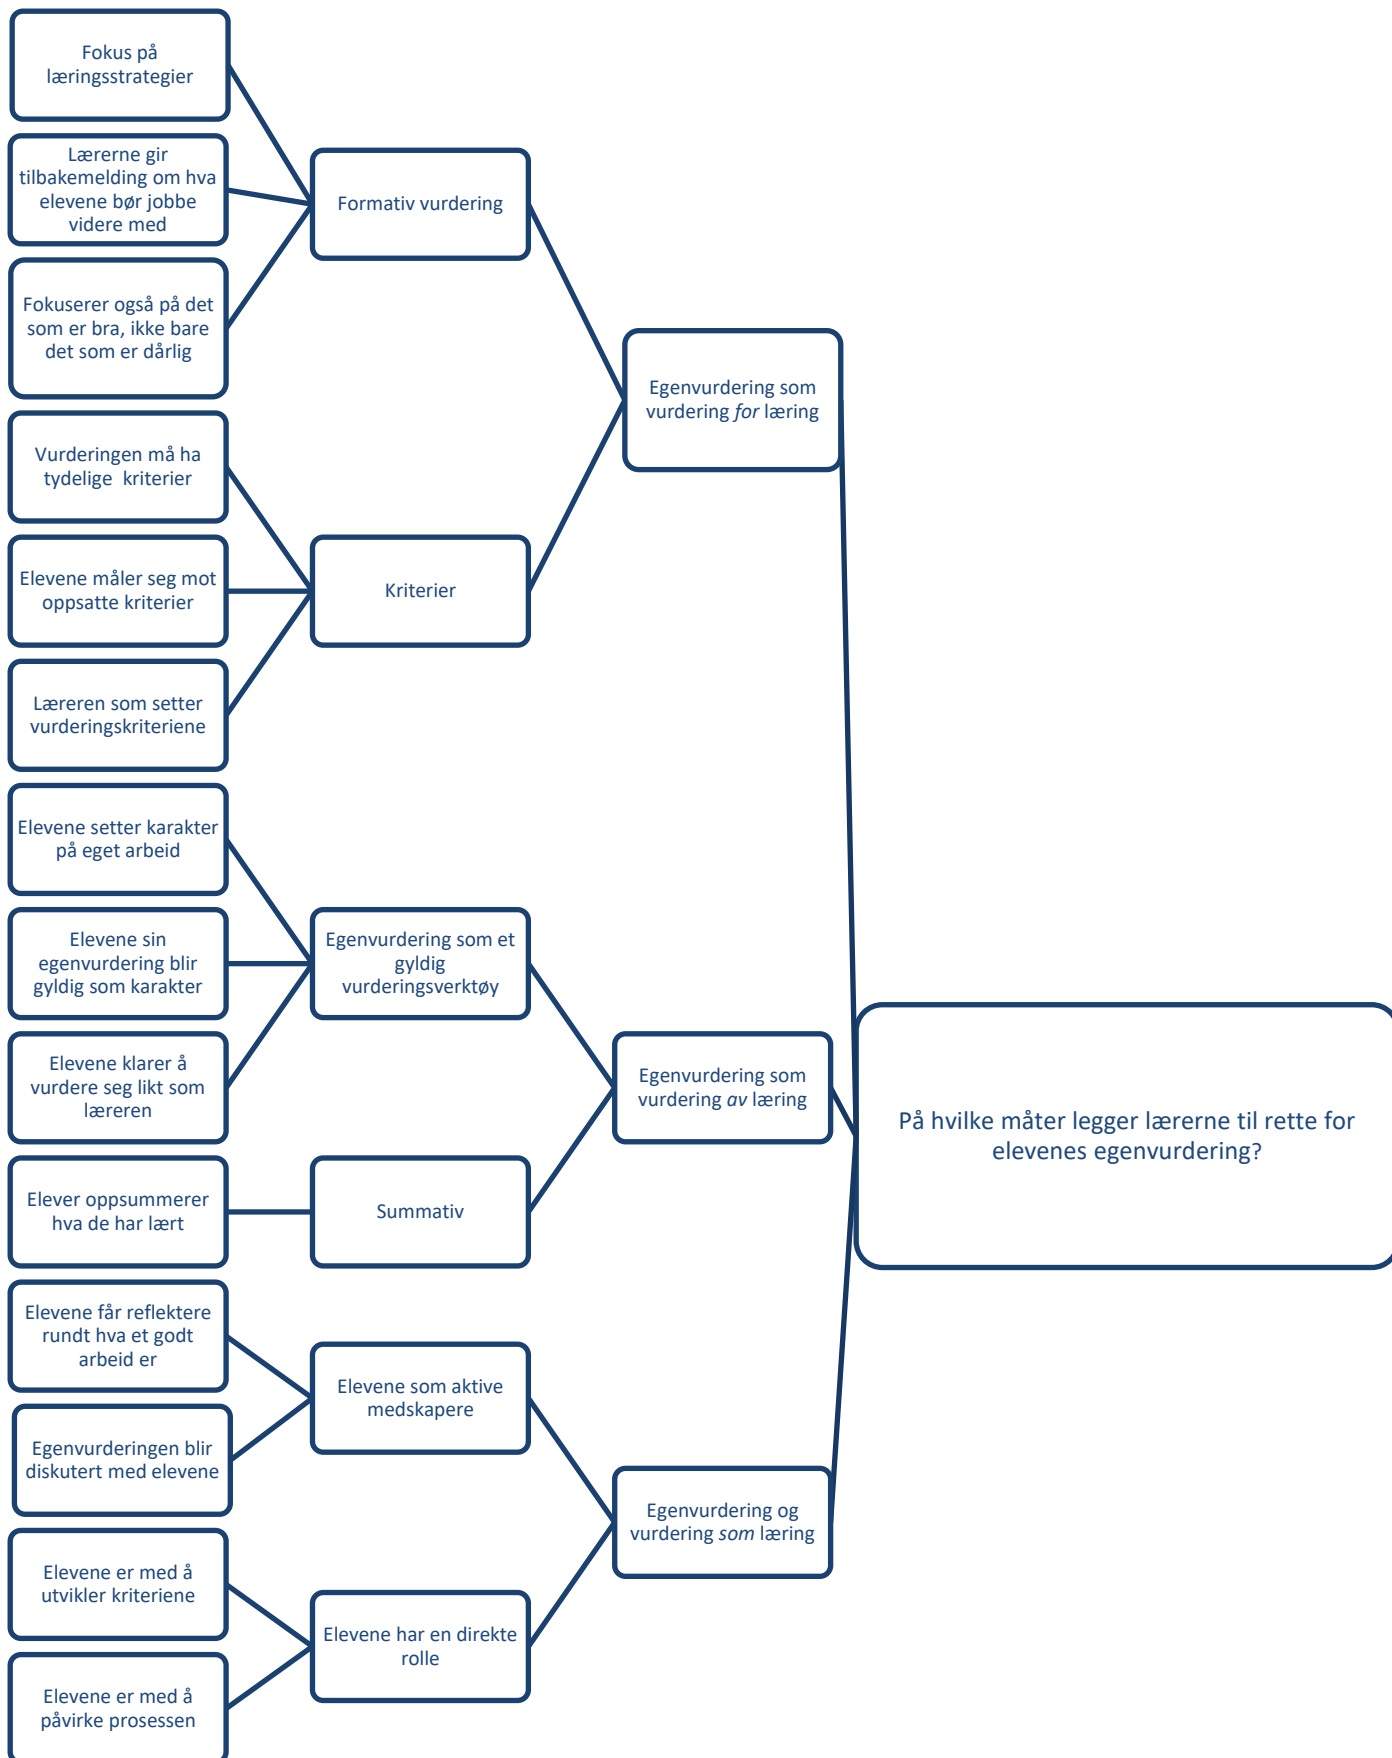 Fokus på
læringsstrategier
Lærerne gir
tilbakemelding om hva
elevene bør jobbe
videre med
Fokuserer også på det
som er bra, ikke bare
det som er dårlig
Vurderingen må ha
tydelige  kriterier
Elevene måler seg mot
oppsatte kriterier
Læreren som setter
vurderingskriteriene
Elevene setter karakter
på eget arbeid
Elevene sin
egenvurdering blir
gyldig som karakter
Elevene klarer å
vurdere seg likt som
læreren
Elever oppsummerer
hva de har lært
Elevene får reflektere
rundt hva et godt
arbeid er
Egenvurderingen blir
diskutert med elevene
Elevene er med å
utvikler kriteriene
Elevene er med å
påvirke prosessen
Formativ vurdering
Kriterier
Egenvurdering som et
gyldig
vurderingsverktøy
Summativ
Elevene som aktive
medskapere
Elevene har en direkte
rolle
Egenvurdering som
vurdering for læring
Egenvurdering som
vurdering av læring
Egenvurdering og
vurdering som læring
På hvilke måter legger lærerne til rette for
elevenes egenvurdering?